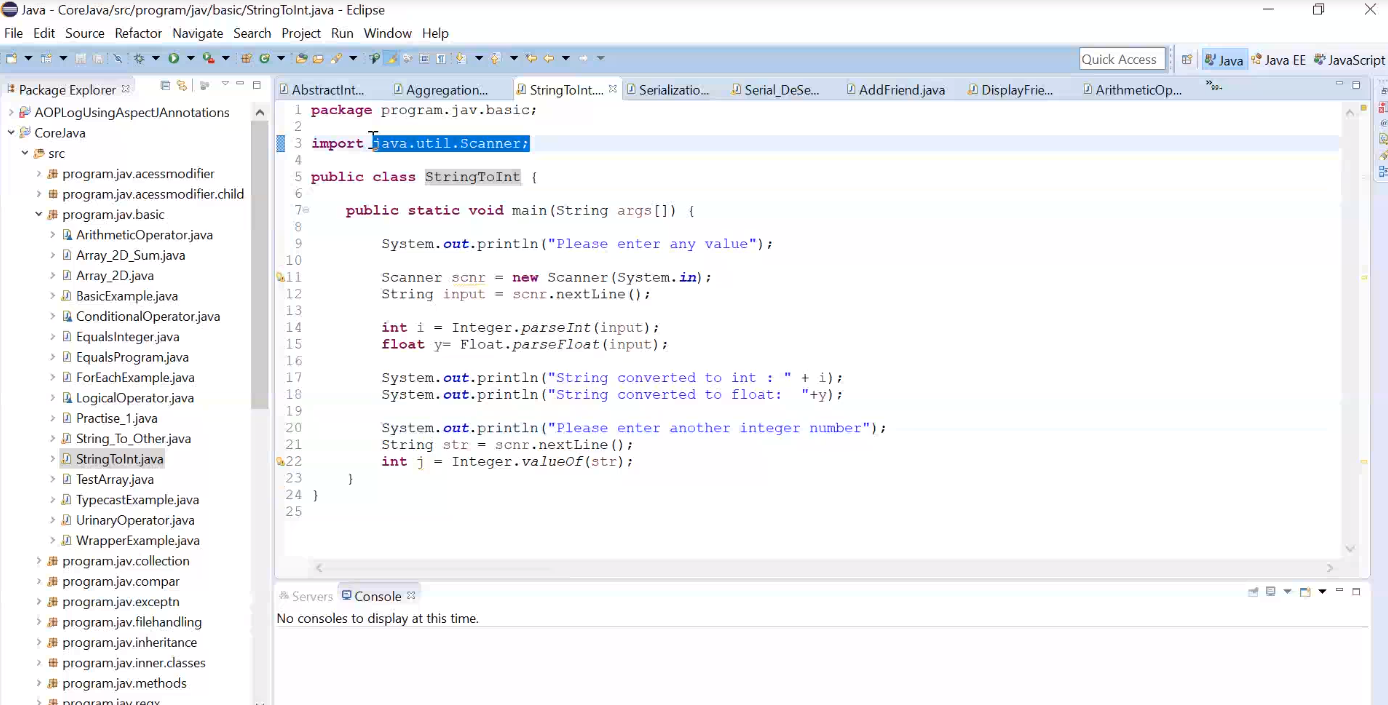 Java - CoreJava/src/program/jav/basic/StringToInt.java - Eclipse
File Edit Source Refactor Navigate Search Project Run Window Help
Quick Access Java Java EE JavaScript
Package Explorer
AOPLogUsingAspectJAnnotations
CoreJava
src
program.jav.acessmodifier
program.jav.acessmodifier.child
program.jav.basic
ArithmeticOperator.java
Array_2D_Sum.java
Array_2D.java
BasicExample.java
ConditionalOperator.java
EqualsInteger.java
EqualsProgram.java
ForEachExample.java
LogicalOperator.java
Practise_1.java
String_To_Other.java
StringToInt.java
TestArray.java
TypecastExample.java
UrinaryOperator.java
WrapperExample.java
program.jav.collection
program.jav.compar
program.jav.exceptn
program.jav.filehandling
program.jav.inheritance
program.jav.inner.classes
program.jav.methods
program.jav.regx
AbstractInt... Aggregation... StringToInt.... Serializatio... Serial_DeSe... AddFriend.java DisplayFrie... ArithmeticOp...
1 package program.jav.basic;
2
3 import java.util.Scanner;
4
5 public class StringToInt {
6
7 public static void main(String args[]) {
8
9 System.out.println("Please enter any value");
10
11 Scanner scnr = new Scanner(System.in);
12 String input = scnr.nextLine();
13
14 int i = Integer.parseInt(input);
15 float y= Float.parseFloat(input);
16
17 System.out.println("String converted to int : " + i);
18 System.out.println("String converted to float:  "+y);
19
20 System.out.println("Please enter another integer number");
21 String str = scnr.nextLine();
22 int j = Integer.valueOf(str);
23 }
24 }
25
Servers Console
No consoles to display at this time.